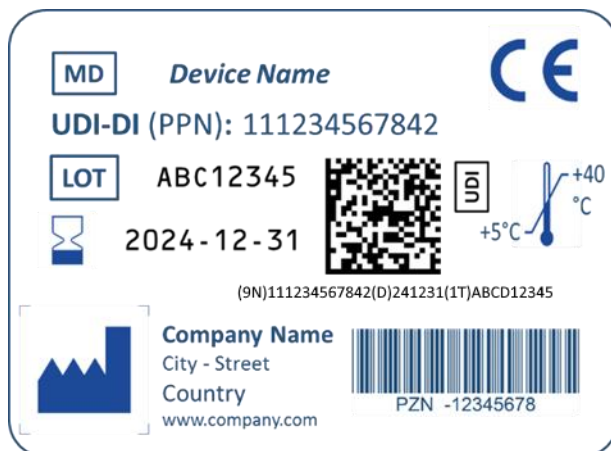 MD Device Name CE
UDI-DI (PPN): 111234567842
LOT ABC12345
UDI
+40
°C
+5°C
2024-12-31
(9N)111234567842(D)241231(1T)ABCD12345
Company Name
City - Street
Country
www.company.com
PZN -12345678